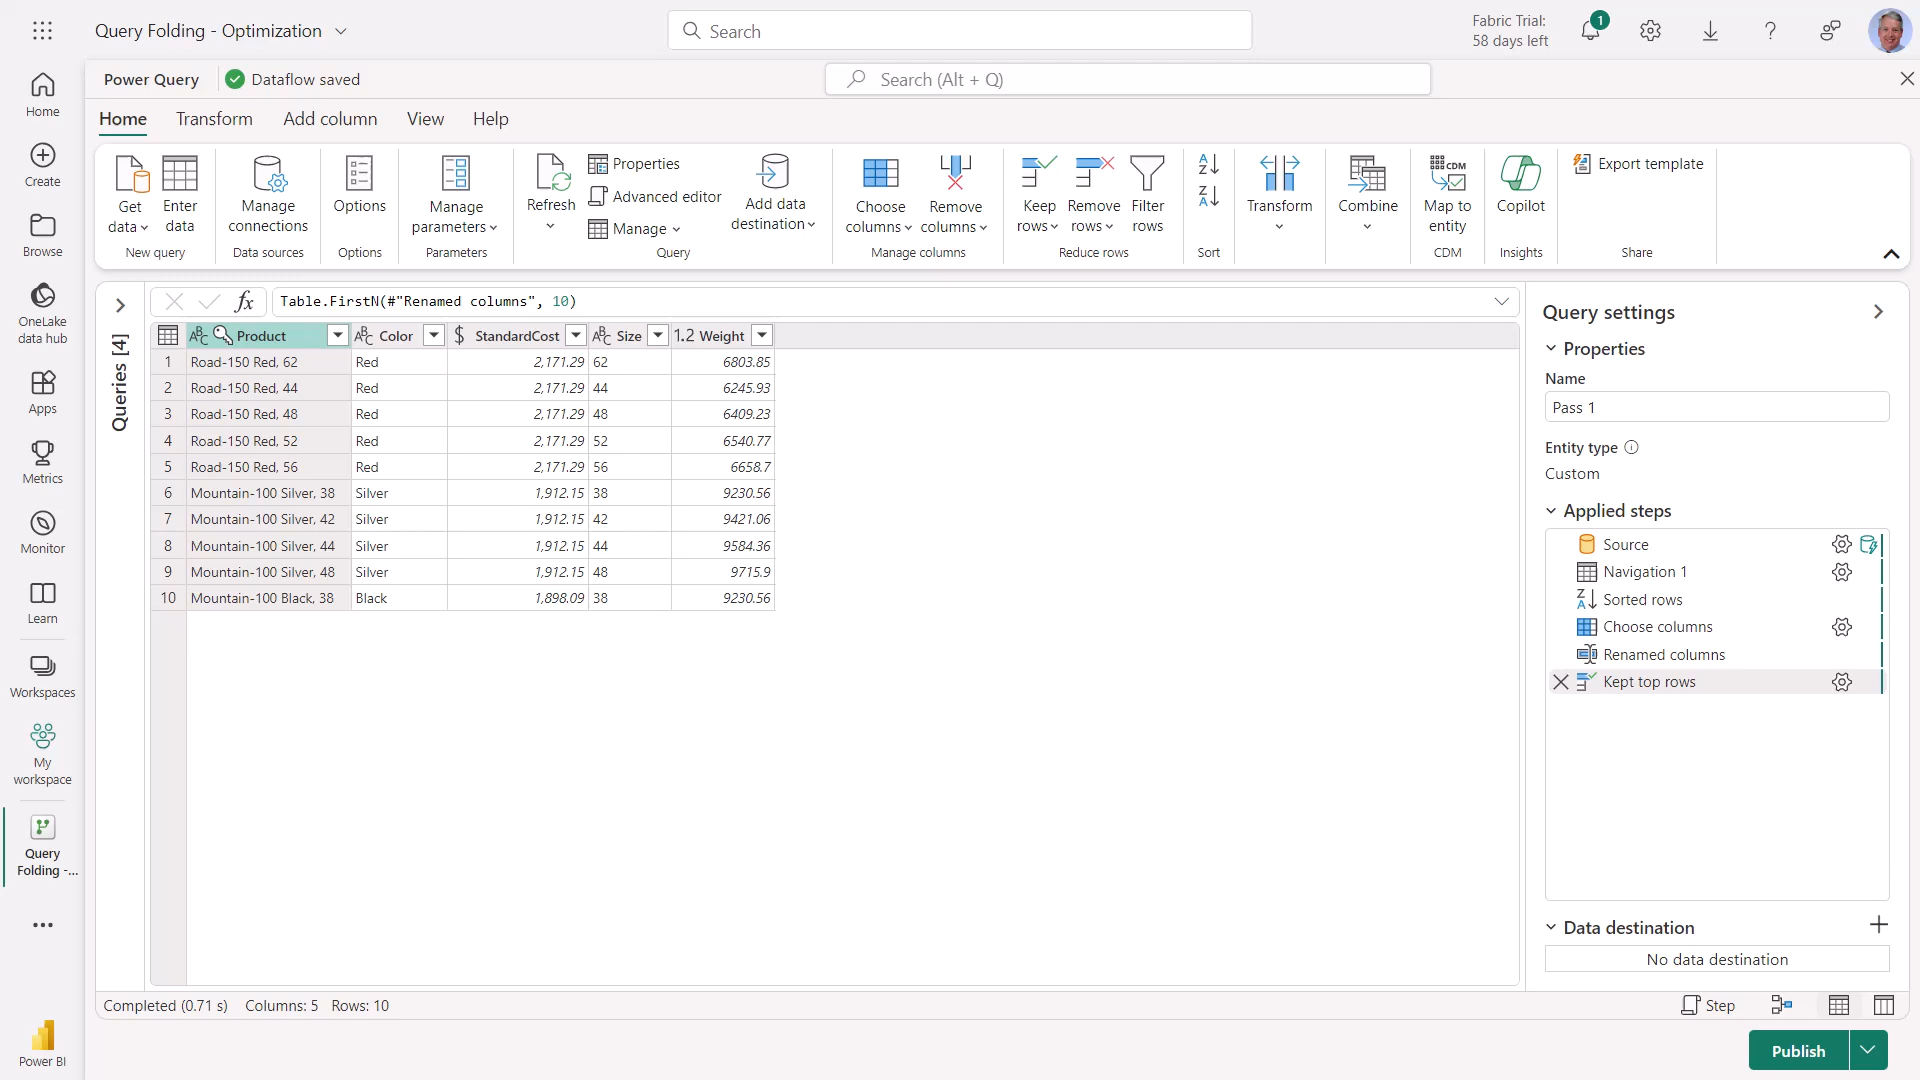 Query Folding - Optimization
Search
Fabric Trial:
58 days left
1
Power Query
Dataflow saved
Search (Alt + Q)
Home
Transform
Add column
View
Help
Get data
Enter data
New query
Manage connections
Data sources
Options
Options
Manage parameters
Parameters
Refresh
Properties
Advanced editor
Manage
Add data destination
Query
Choose columns
Remove columns
Manage columns
Keep rows
Remove rows
Filter rows
Reduce rows
Sort
Transform
Combine
CDM
Map to entity
CDM
Copilot
Insights
Export template
Share
Home
Create
Browse
OneLake data hub
Apps
Metrics
Monitor
Learn
Workspaces
My workspace
Query Folding -...
Power BI
Queries [4]
fx
Table.FirstN(#"Renamed columns", 10)
ABC Product ABC Color $ StandardCost ABC Size 1.2 Weight
1 Road-150 Red, 62 Red 2,171.29 62 6803.85
2 Road-150 Red, 44 Red 2,171.29 44 6245.93
3 Road-150 Red, 48 Red 2,171.29 48 6409.23
4 Road-150 Red, 52 Red 2,171.29 52 6540.77
5 Road-150 Red, 56 Red 2,171.29 56 6658.7
6 Mountain-100 Silver, 38 Silver 1,912.15 38 9230.56
7 Mountain-100 Silver, 42 Silver 1,912.15 42 9421.06
8 Mountain-100 Silver, 44 Silver 1,912.15 44 9584.36
9 Mountain-100 Silver, 48 Silver 1,912.15 48 9715.9
10 Mountain-100 Black, 38 Black 1,898.09 38 9230.56
Query settings
Properties
Name
Pass 1
Entity type
Custom
Applied steps
Source
Navigation 1
Sorted rows
Choose columns
Renamed columns
Kept top rows
Data destination
No data destination
Completed (0.71 s) Columns: 5 Rows: 10
Step
Publish